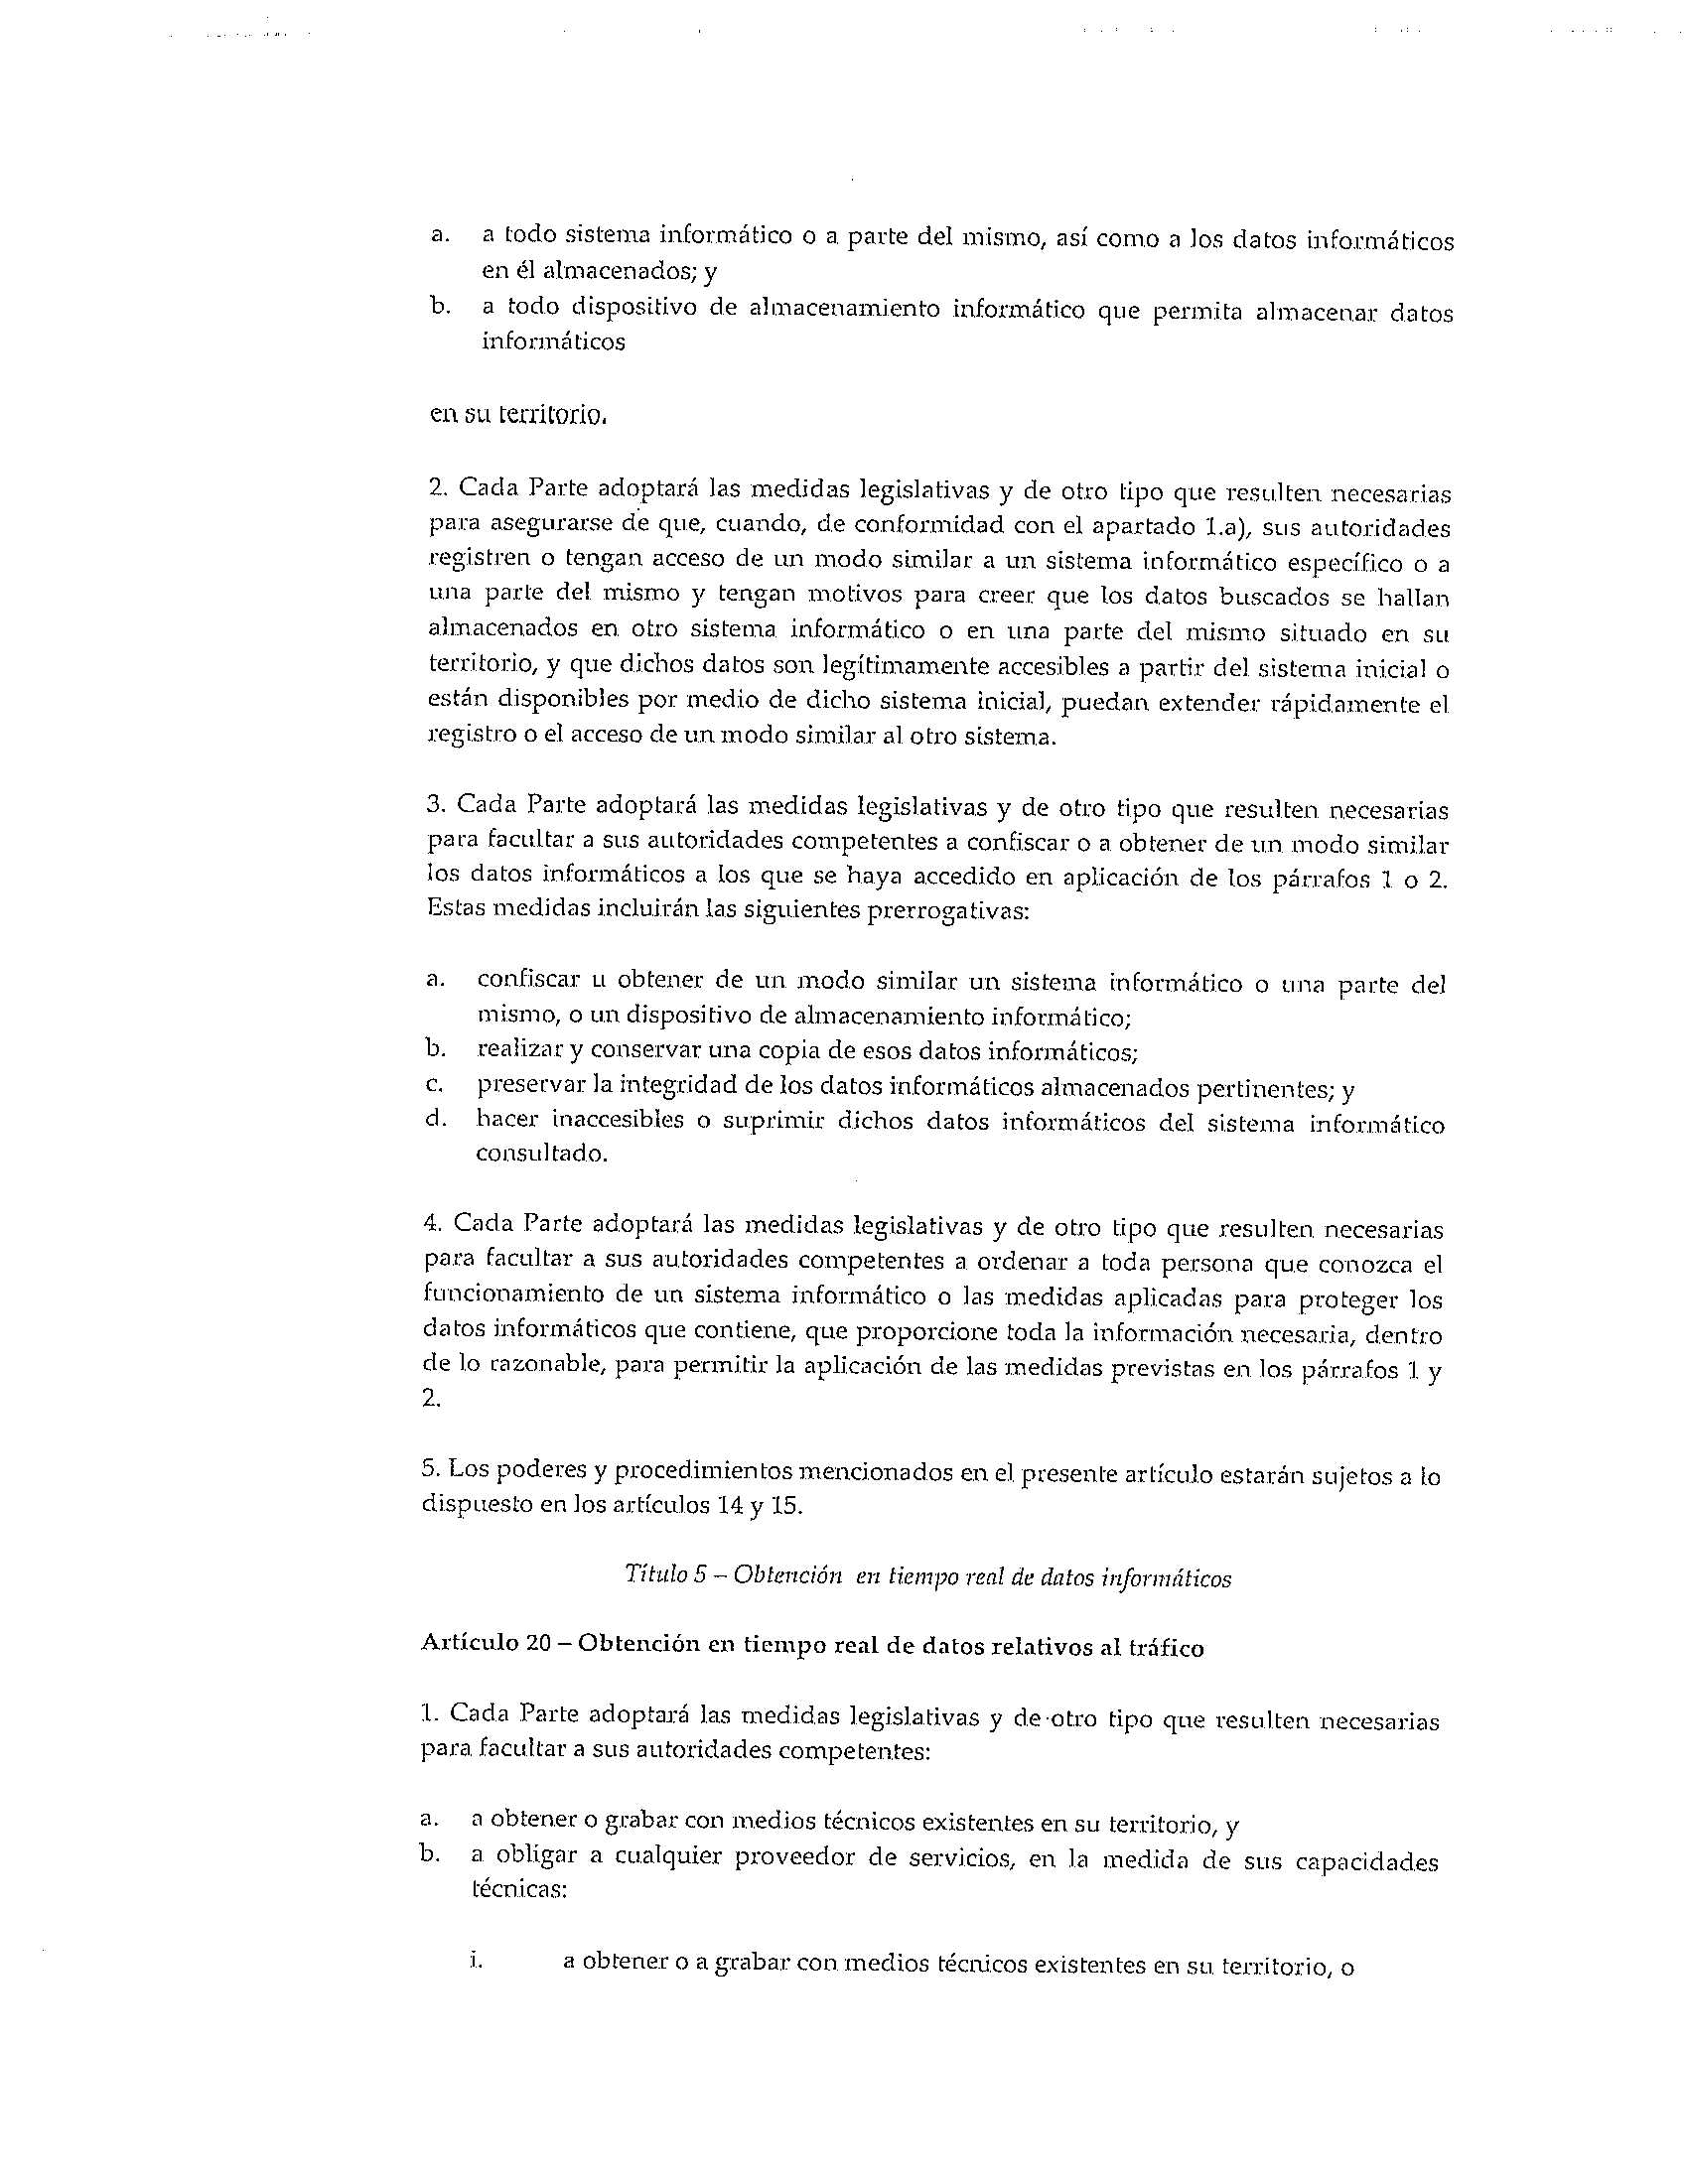 a. a todo sistema informático o a parte del mismo, así como a los datos informáticos
en él almacenados; y
b. a todo dispositivo de almacenamiento informático que permita almacenar datos
informáticos
en su territorio.
2. Cada Parte adoptará las medidas legislativas y de otro tipo que resulten necesarias
para asegurarse de que, cuando, de conformidad con el apartado 1.a), sus autoridades
registren o tengan acceso de un modo similar a un sistema informático específico o a
una parte del mismo y tengan motivos para creer que los datos buscados se hallan
almacenados en otro sistema informático o en una parte del mismo situado en su
territorio, y que dichos datos son legítimamente accesibles a partir del sistema inicial o
están disponibles por medio de dicho sistema inicial, puedan extender rápidamente el
registro o el acceso de un modo similar al otro sistema.
3. Cada Parte adoptará las medidas legislativas y de otro tipo que resulten necesarias
para facultar a sus autoridades competentes a confiscar o a obtener de un modo similar
los datos informáticos a los que se haya accedido en aplicación de los párrafos 1 o 2.
Estas medidas incluirán las siguientes prerrogativas:
a. confiscar u obtener de un modo similar un sistema informático o una parte del
mismo, o un dispositivo de almacenamiento informático;
b. realizar y conservar una copia de esos datos informáticos;
c. preservar la integridad de los datos informáticos almacenados pertinentes; y
d. hacer inaccesibles o suprimir dichos datos informáticos del sistema informático
consultado.
4. Cada Parte adoptará las medidas legislativas y de otro tipo que resulten necesarias
para facultar a sus autoridades competentes a ordenar a toda persona que conozca el
funcionamiento de un sistema informático o las medidas aplicadas para proteger los
datos informáticos que contiene, que proporcione toda la información necesaria, dentro
de lo razonable, para permitir la aplicación de las medidas previstas en los párrafos 1 y
2.
5. Los poderes y procedimientos mencionados en el presente artículo estarán sujetos a lo
dispuesto en los artículos 14 y 15.
Título 5 – Obtención en tiempo real de datos informáticos
Artículo 20 – Obtención en tiempo real de datos relativos al tráfico
1. Cada Parte adoptará las medidas legislativas y de otro tipo que resulten necesarias
para facultar a sus autoridades competentes:
a. a obtener o grabar con medios técnicos existentes en su territorio, y
b. a obligar a cualquier proveedor de servicios, en la medida de sus capacidades
técnicas:
i. a obtener o a grabar con medios técnicos existentes en su territorio, o